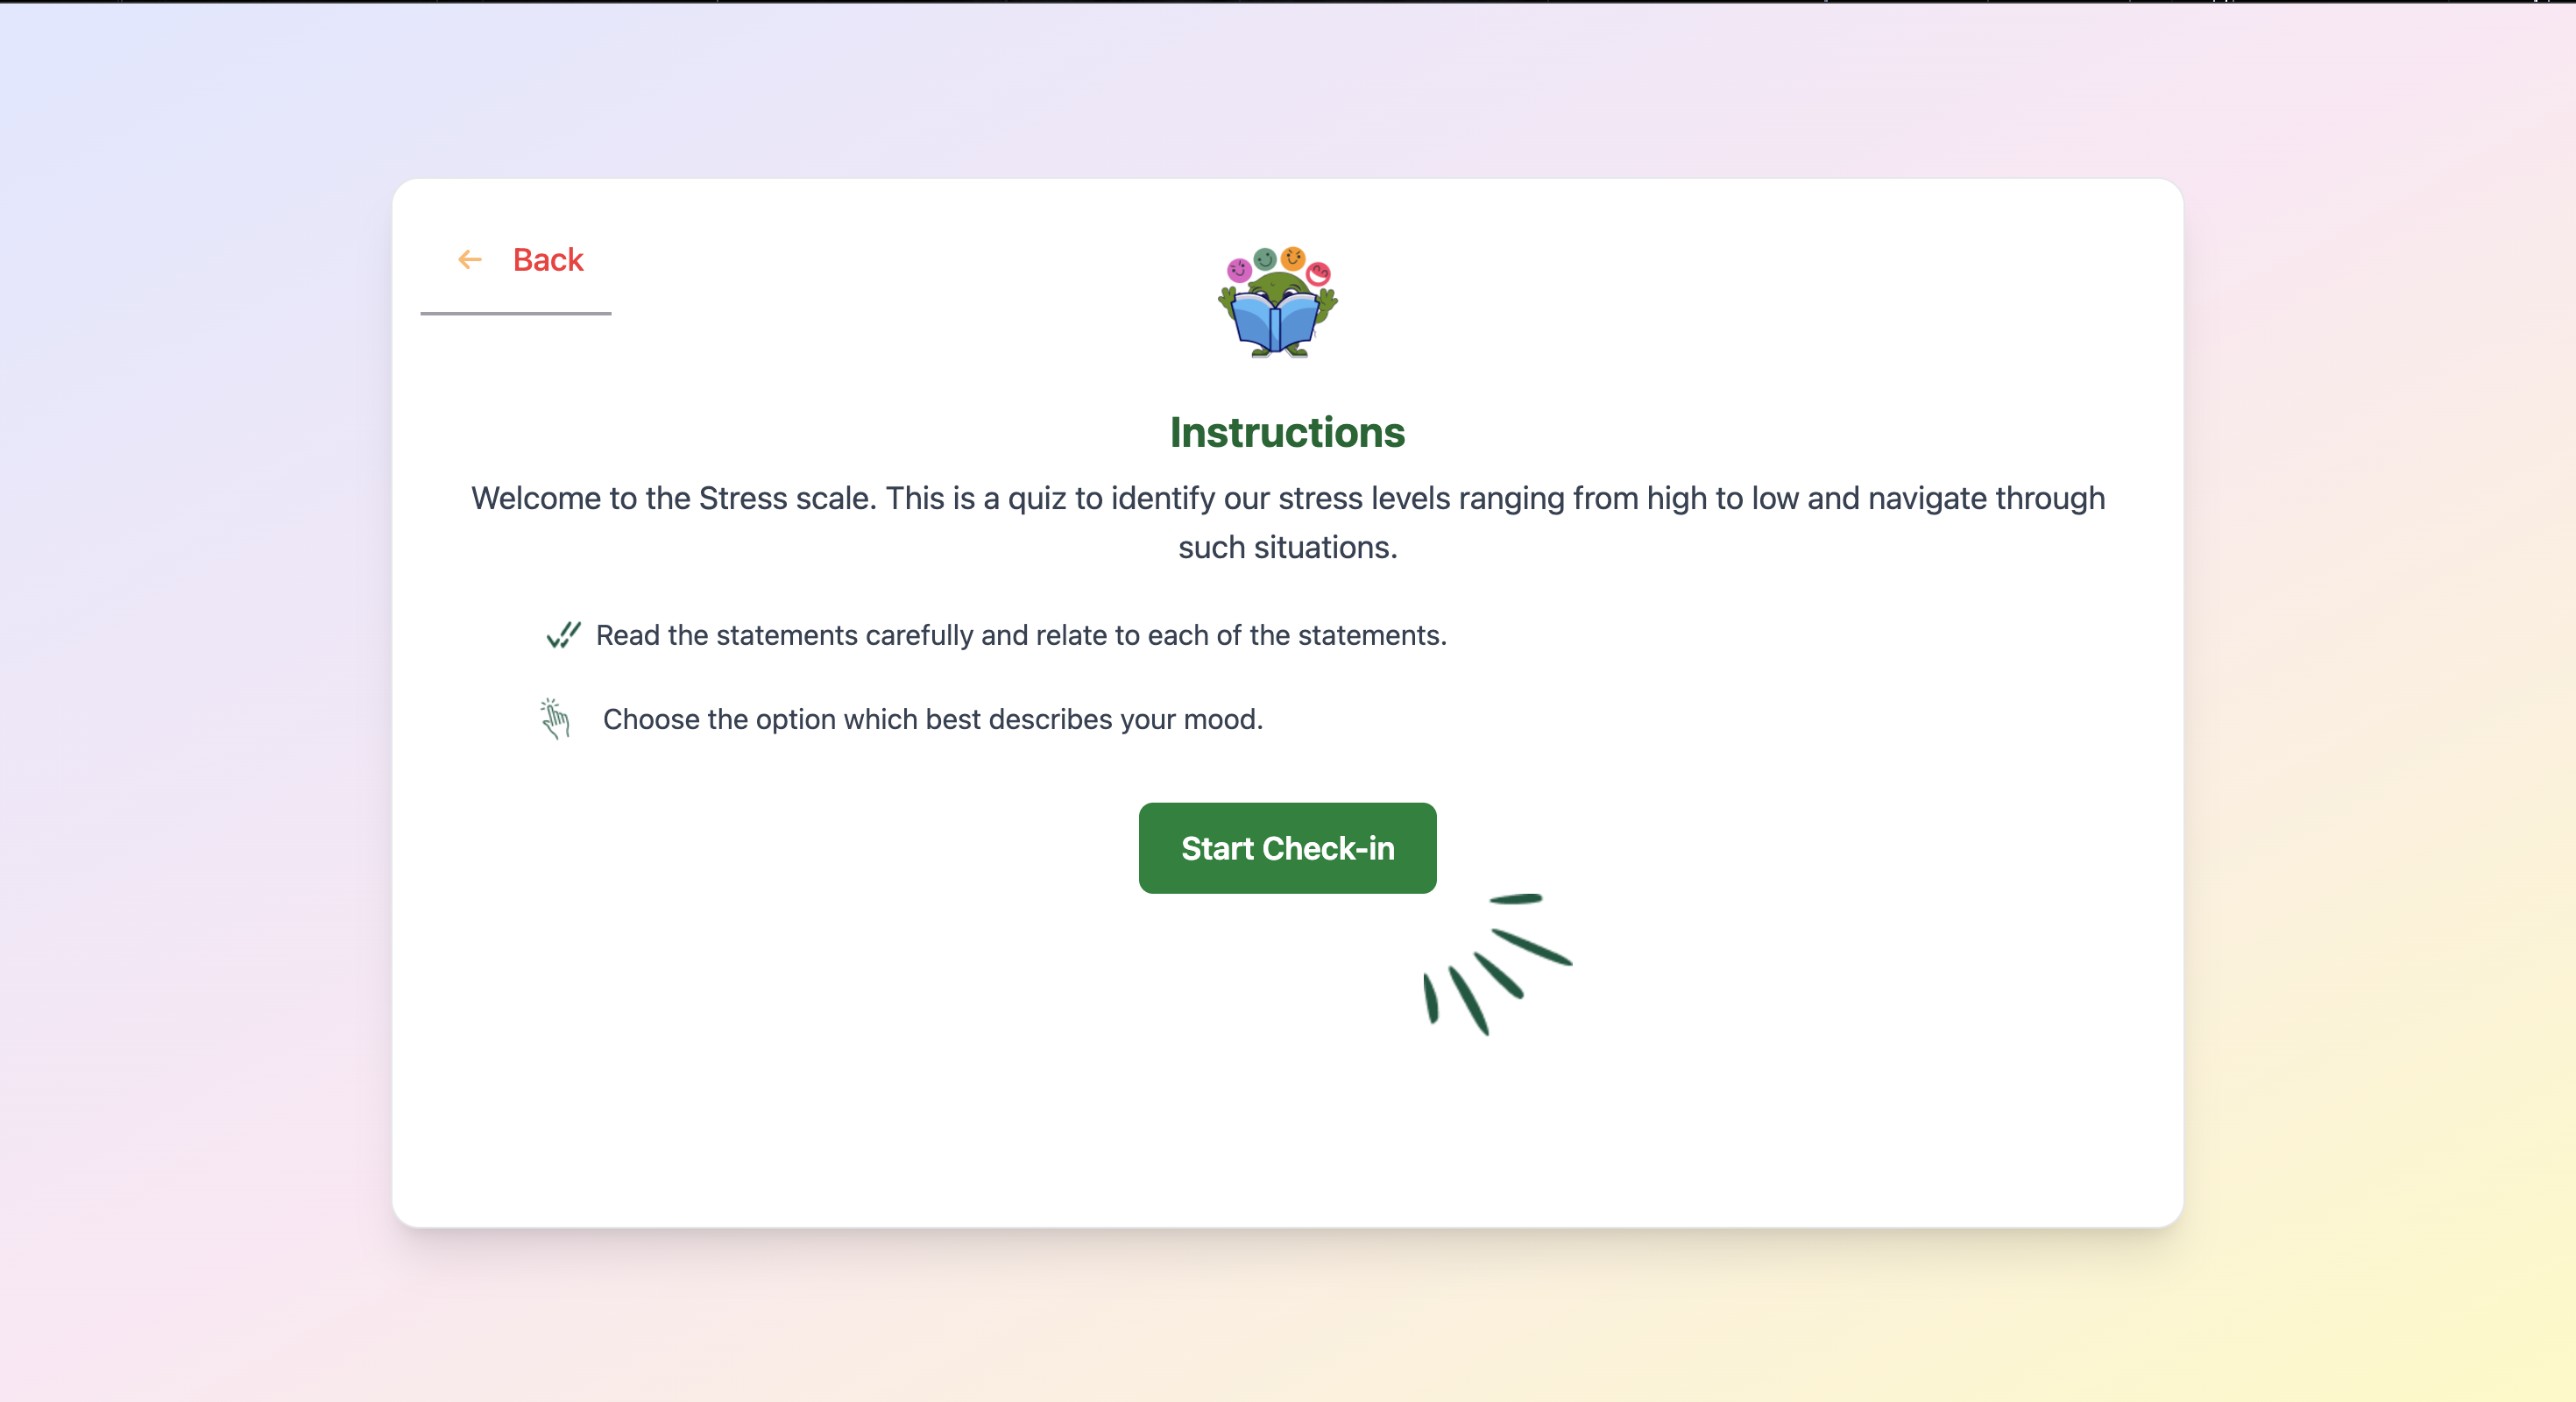 Back
Instructions
Welcome to the Stress scale. This is a quiz to identify our stress levels ranging from high to low and navigate through
such situations.
Read the statements carefully and relate to each of the statements.
Choose the option which best describes your mood.
Start Check-in